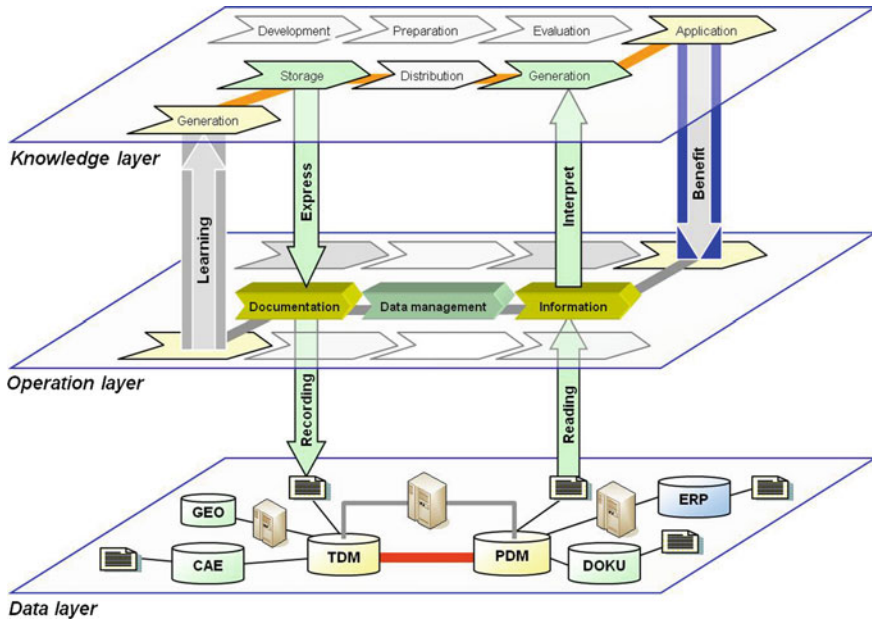 Development
Preparation
Evaluation
Application
Storage
Distribution
Generation
Generation
Knowledge layer
Learning
Express
Interpret
Benefit
Documentation
Data management
Information
Operation layer
Recording
Reading
GEO
ERP
TDM
PDM
CAE
DOKU
Data layer